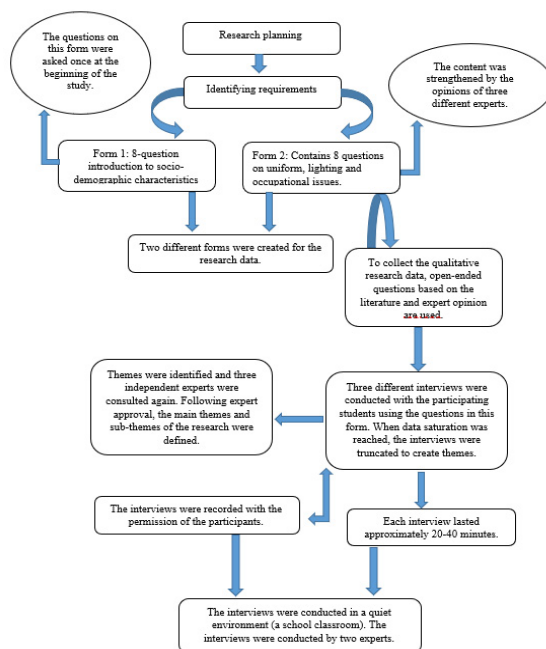 The questions on
this form were
asked once at the
beginning of the
study.
Research planning
Identifying requirements
The content was
strengthened by the
opinions of three
different experts.
Form 1: 8-question
introduction to socio-
demographic characteristics
Form 2: Contains 8 questions
on uniform, lighting and
occupational issues.
Two different forms were created for the
research data.
To collect the qualitative
research data, open-ended
questions based on the
literature and expert opinion
are used.
Themes were identified and three
independent experts were
consulted again. Following
expert approval, the main themes and
sub-themes of the research were
defined.
Three different interviews were
conducted with the participating
students using the questions in this
form. When data saturation was
reached, the interviews were
truncated to create themes.
The interviews were recorded with the
permission of the participants.
Each interview lasted
approximately 20-40 minutes.
The interviews were conducted in a quiet
environment (a school classroom). The
interviews were conducted by two experts.